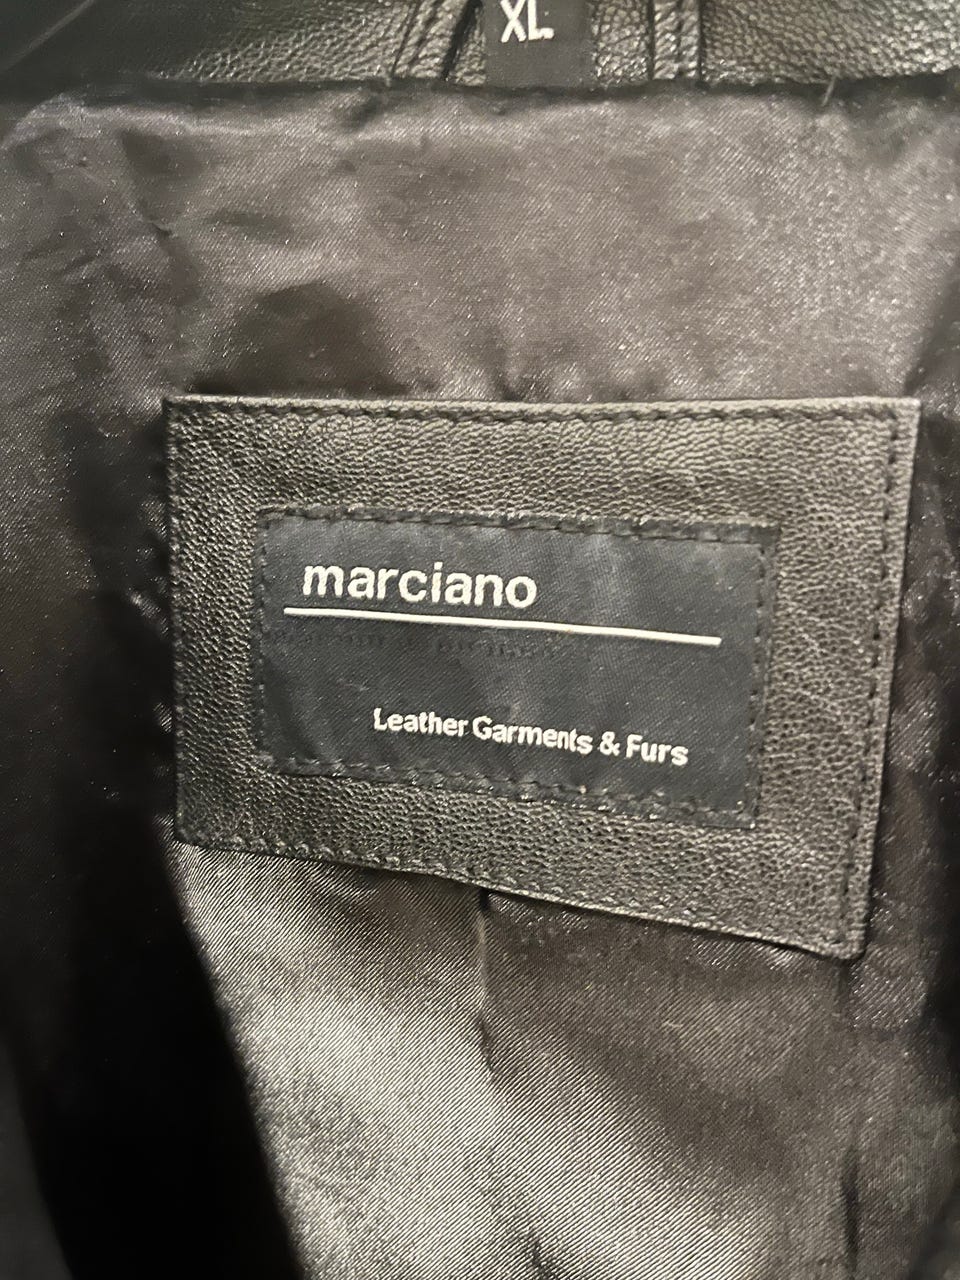 XL
marciano
Leather Garments & Furs